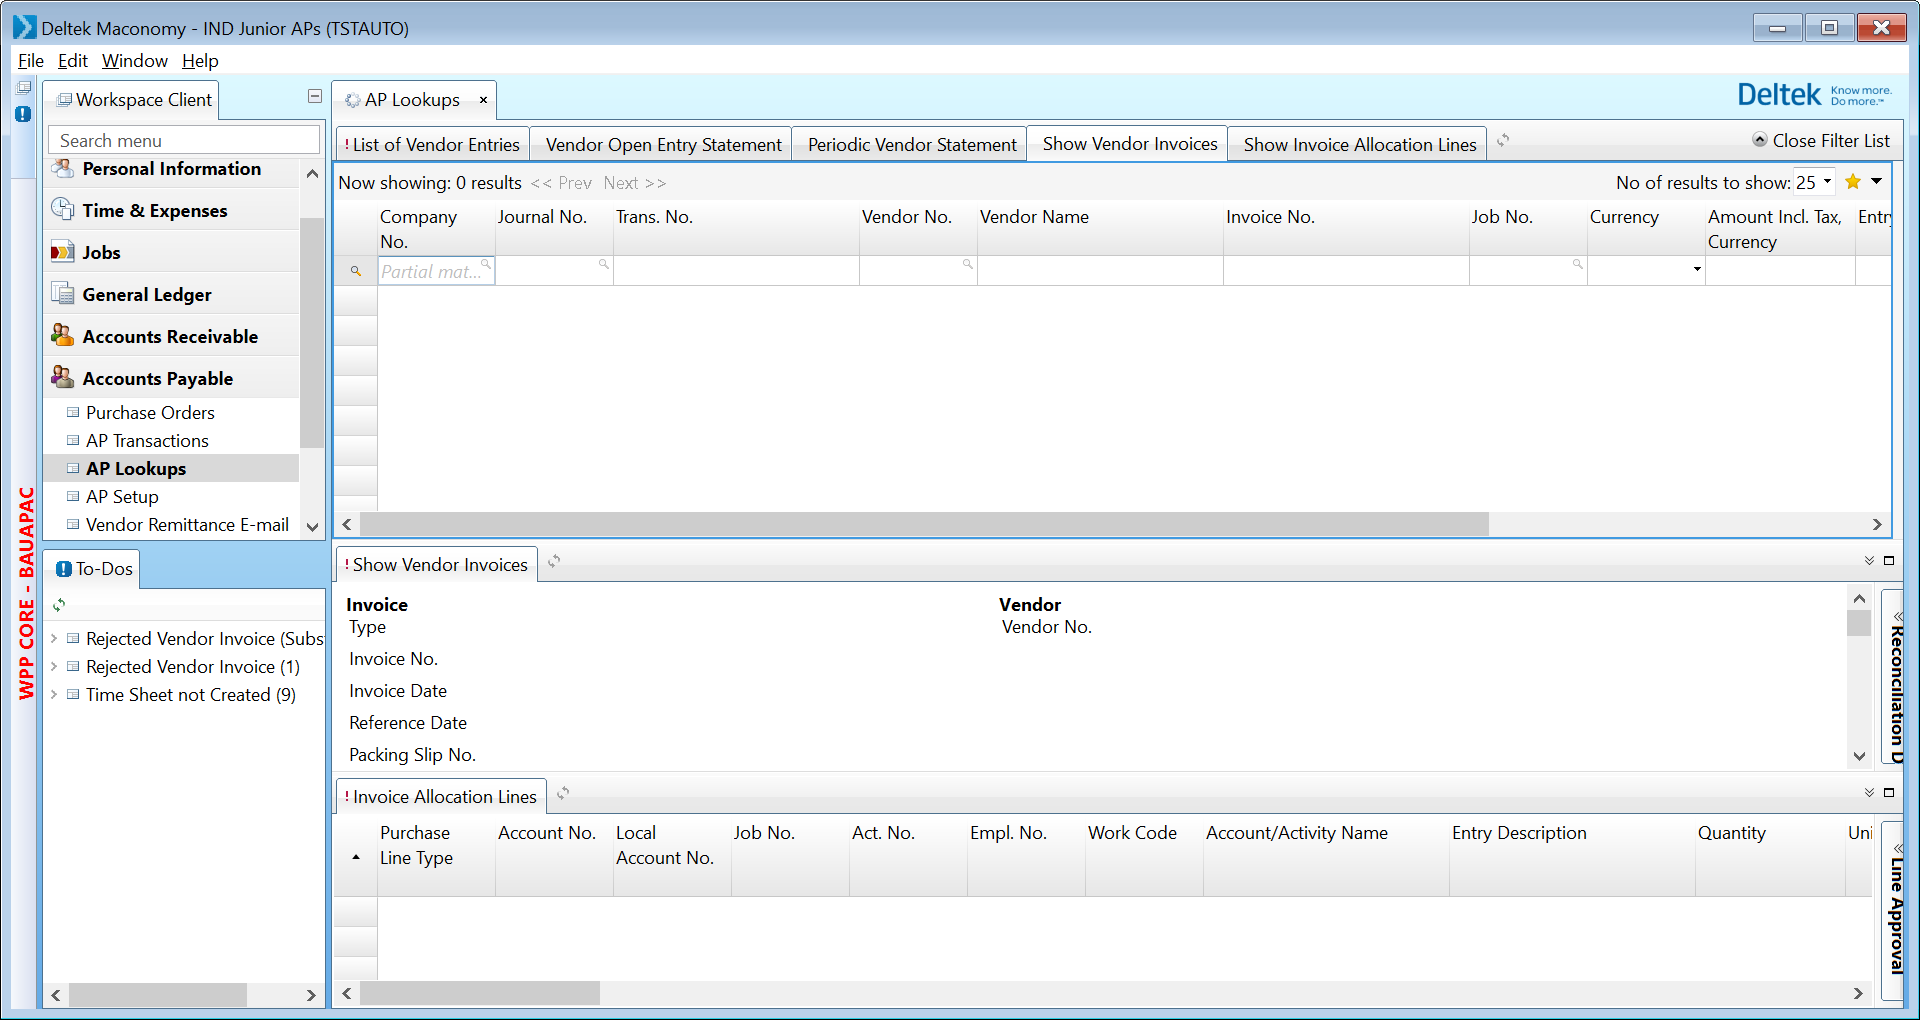 Deltek Maconomy - IND Junior APs (TSTAUTO)
File Edit Window Help
Workspace Client
Search menu
Personal Information
Time & Expenses
Jobs
General Ledger
Accounts Receivable
Accounts Payable
Purchase Orders
AP Transactions
AP Lookups
AP Setup
Vendor Remittance E-mail
WPP CORE - BAUAPAC
To-Dos
Rejected Vendor Invoice (Subs
Rejected Vendor Invoice (1)
Time Sheet not Created (9)
AP Lookups
Deltek Know more.
Do more.™
! List of Vendor Entries Vendor Open Entry Statement Periodic Vendor Statement Show Vendor Invoices Show Invoice Allocation Lines Close Filter List
Now showing: 0 results << Prev Next >> No of results to show: 25
Company No. Journal No. Trans. No. Vendor No. Vendor Name Invoice No. Job No. Currency Amount Incl. Tax, Currency Entry
Partial mat...
! Show Vendor Invoices
Invoice Vendor
Type Vendor No.
Invoice No.
Invoice Date
Reference Date
Packing Slip No.
Reconciliation D
! Invoice Allocation Lines
Purchase Line Type Account No. Local Account No. Job No. Act. No. Empl. No. Work Code Account/Activity Name Entry Description Quantity Uni
Line Approval